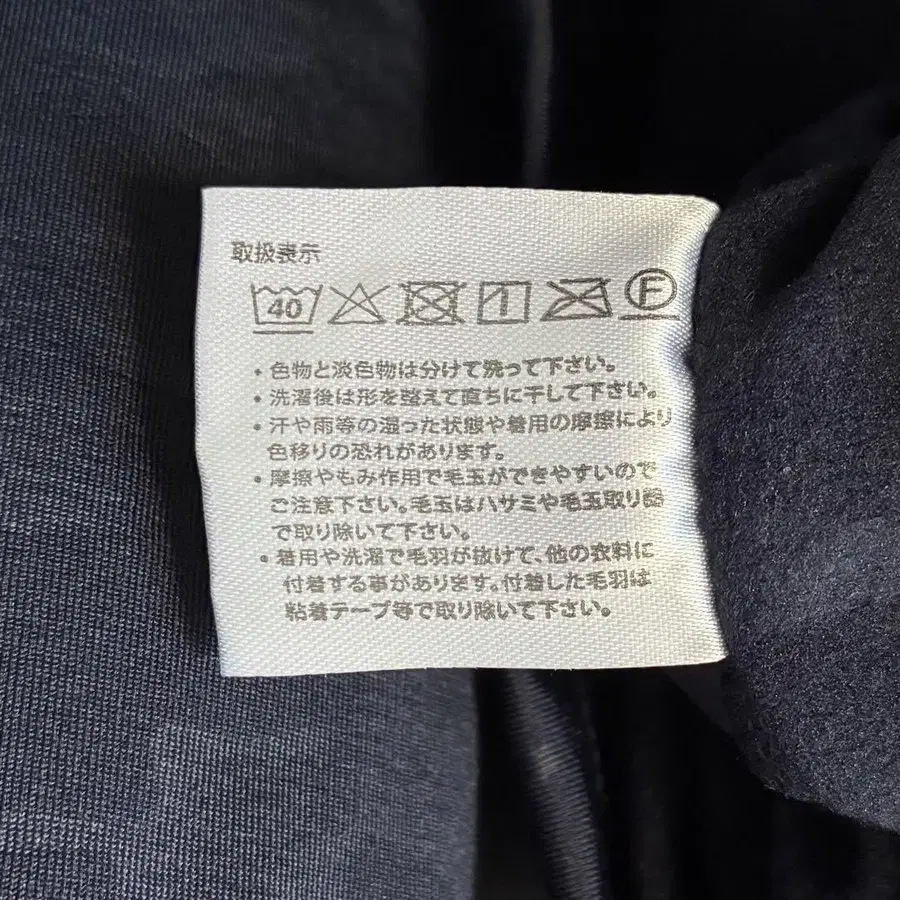 取扱表示
40 F
・色物と淡色物は分けて洗って下さい。
・洗濯後は形を整えて直ちに干して下さい。
・汗や雨等の湿った状態や着用の摩擦により
色移りの恐れがあります。
・摩擦やもみ作用で毛玉ができやすいので
ご注意下さい。毛玉はハサミや毛玉取り器
で取り除いて下さい。
・着用や洗濯で毛羽が抜けて、他の衣料に
付着する事があります。付着した毛羽は
粘着テープ等で取り除いて下さい。